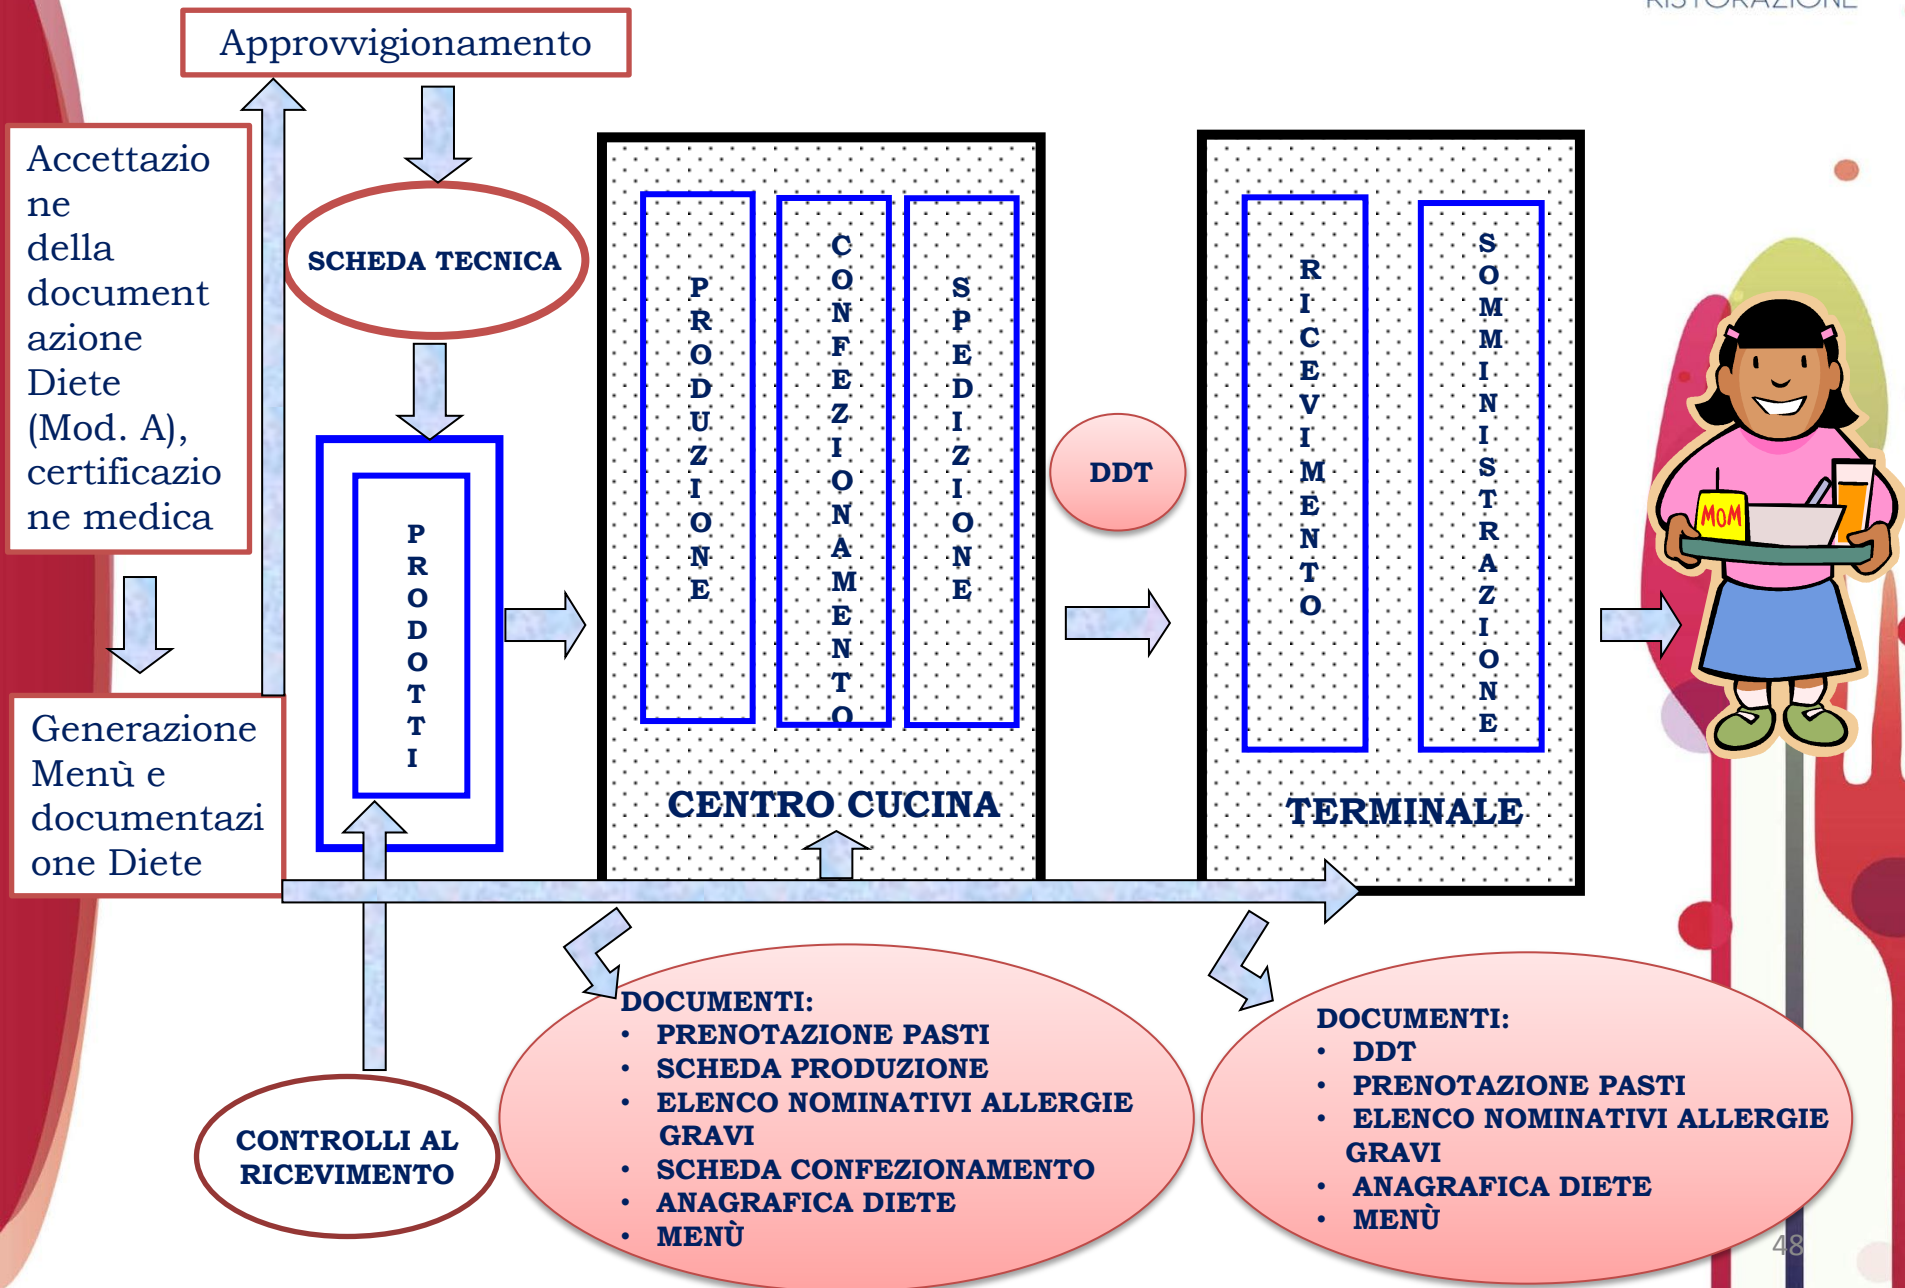 RISTORAZIONE
Approvvigionamento
Accettazio
ne
della
document
azione
Diete
(Mod. A),
certificazio
ne medica
SCHEDA TECNICA
PRODOTTI
Generazione
Menù e
documentazi
one Diete
PRODUZIONE
CONFEZIONAMENTO
SPEDIZIONE
CENTRO CUCINA
DDT
RICEVIMENTO
SOMMINISTRAZIONE
TERMINALE
MOM
CONTROLLI AL
RICEVIMENTO
DOCUMENTI:
• PRENOTAZIONE PASTI
• SCHEDA PRODUZIONE
• ELENCO NOMINATIVI ALLERGIE
GRAVI
• SCHEDA CONFEZIONAMENTO
• ANAGRAFICA DIETE
• MENÙ
DOCUMENTI:
• DDT
• PRENOTAZIONE PASTI
• ELENCO NOMINATIVI ALLERGIE
GRAVI
• ANAGRAFICA DIETE
• MENÙ
48